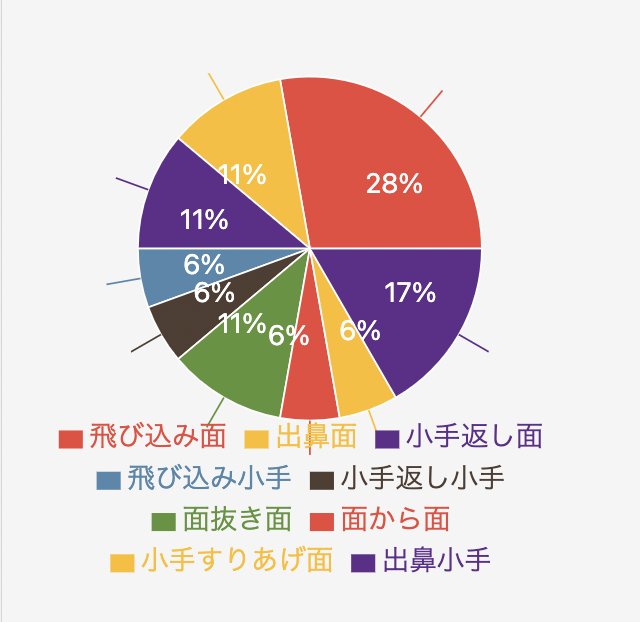 11%
28%
11%
6%
17%
6%
11%
6%
6%
飛び込み面 出鼻面 小手返し面
飛び込み小手 小手返し小手
面抜き面 面から面
小手すりあげ面 出鼻小手